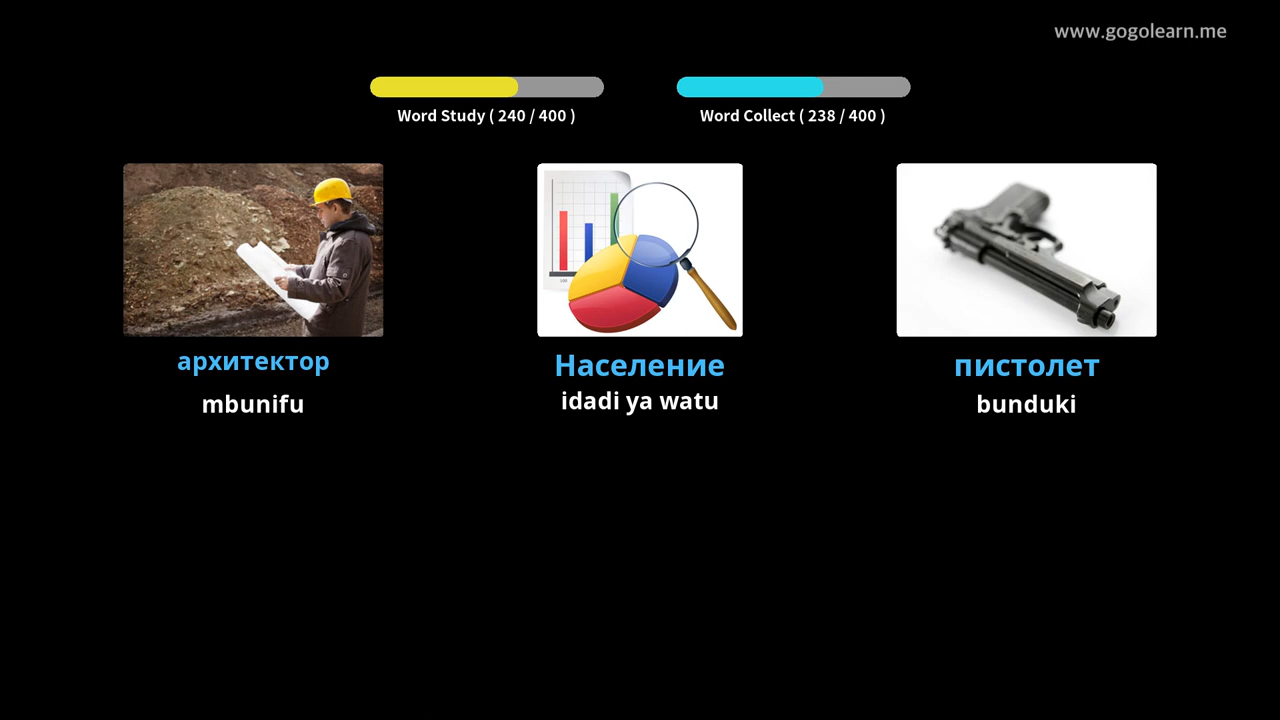 www.gogolearn.me
Word Study ( 240 / 400 )
Word Collect ( 238 / 400 )
архитектор
mbunifu
Население
idadi ya watu
пистолет
bunduki